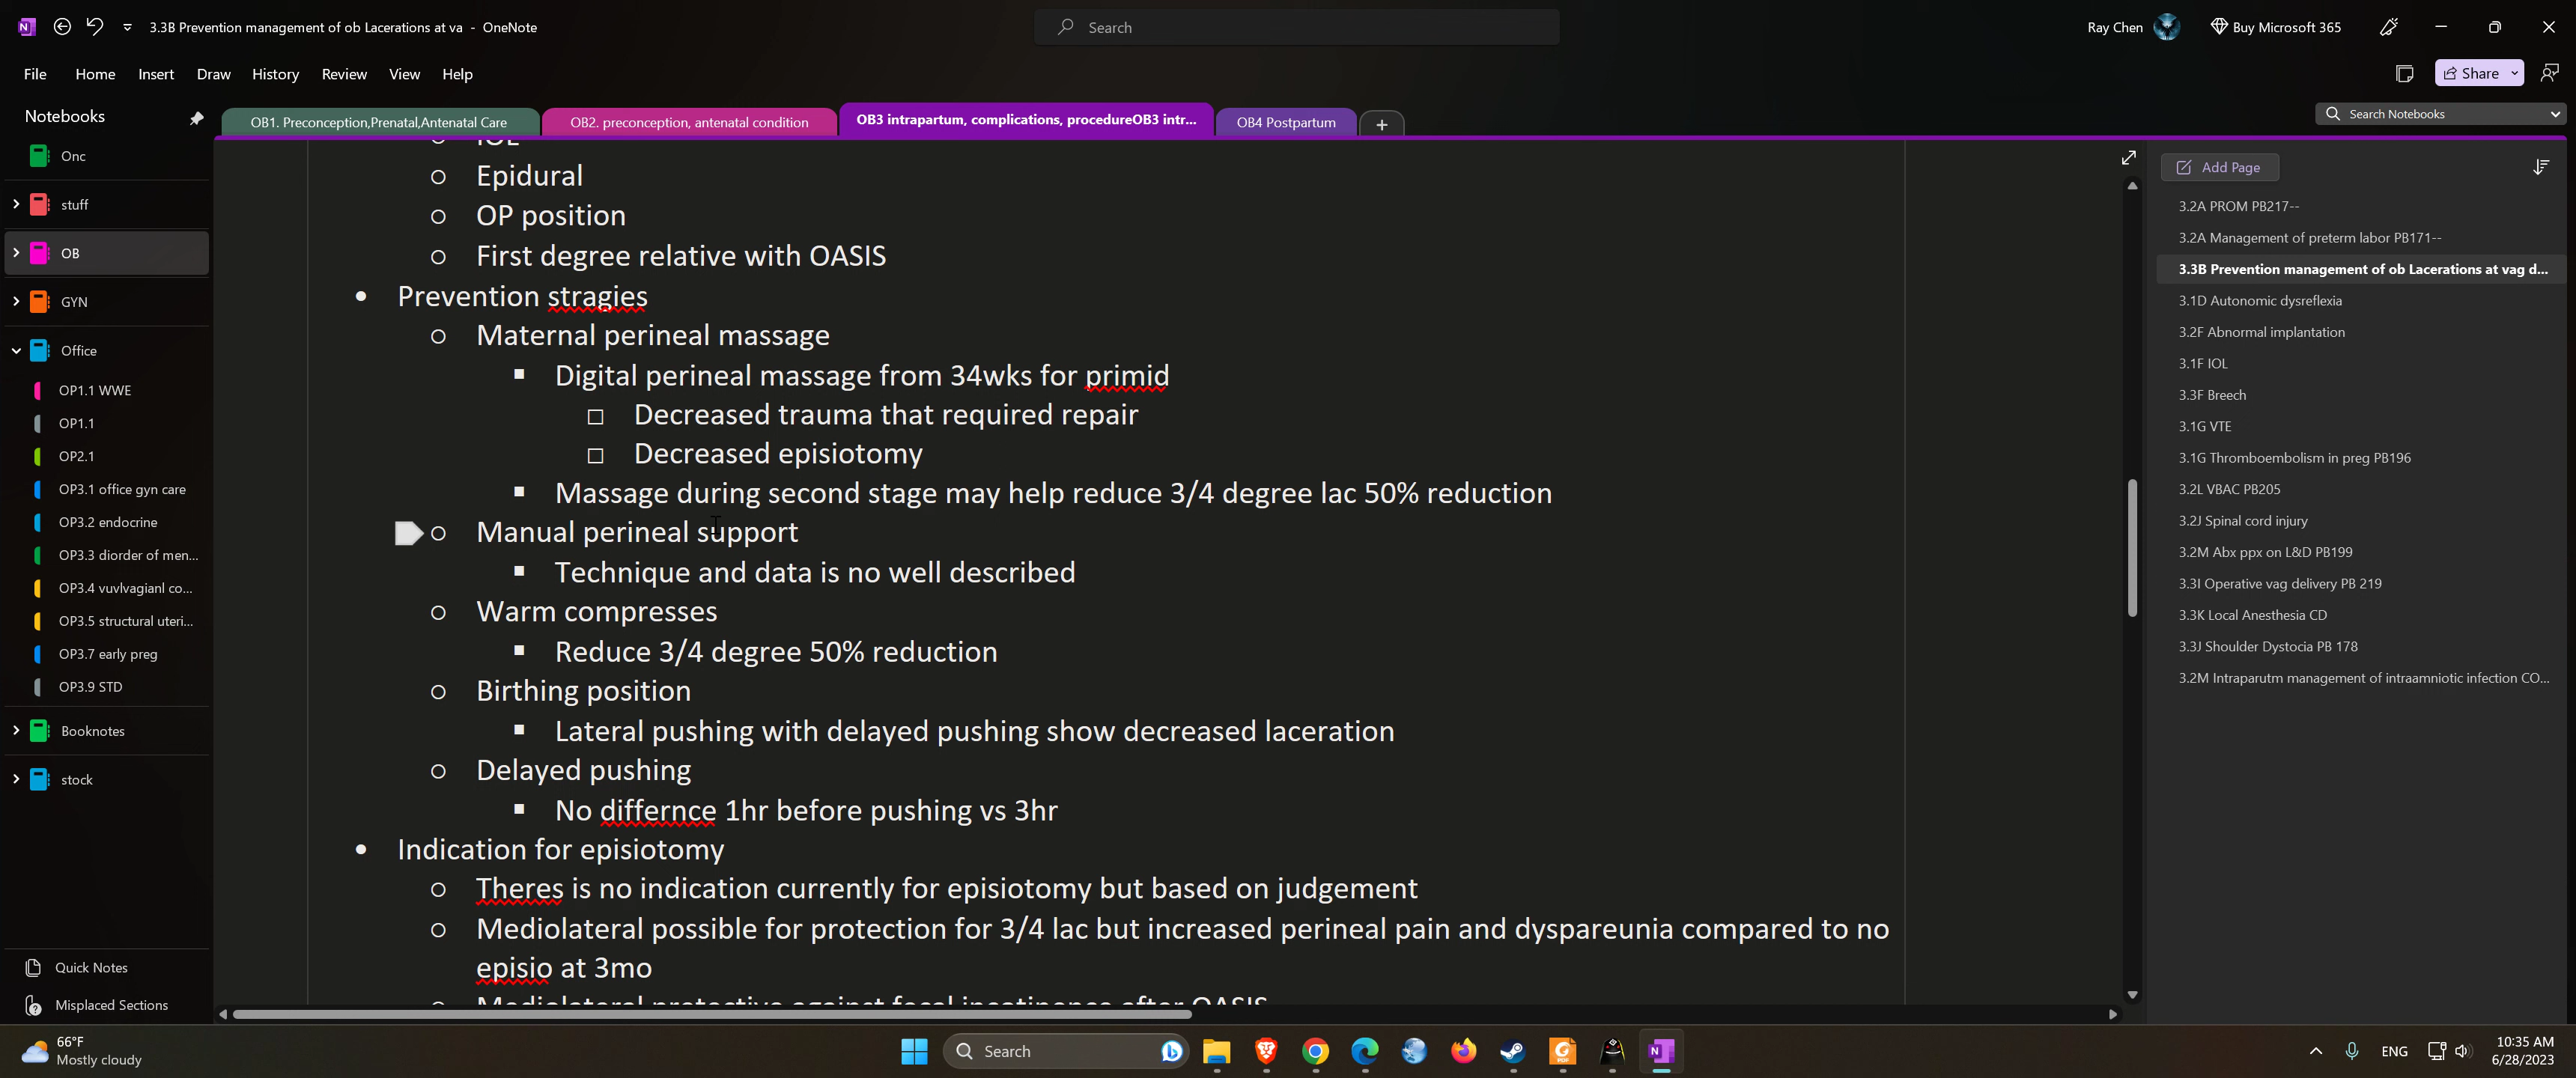 3.3B Prevention management of ob Lacerations at va - OneNote
Search
Ray Chen
Buy Microsoft 365
File Home Insert Draw History Review View Help
Share
Notebooks
OB1. Preconception,Prenatal,Antenatal Care
OB2. preconception, antenatal condition
OB3 intrapartum, complications, procedureOB3 intr...
OB4 Postpartum
Search Notebooks
Onc
stuff
OB
GYN
Office
OP1.1 WWE
OP1.1
OP2.1
OP3.1 office gyn care
OP3.2 endocrine
OP3.3 diorder of men...
OP3.4 vuvlvagianl co...
OP3.5 structural uteri...
OP3.7 early preg
OP3.9 STD
Booknotes
stock
Quick Notes
Misplaced Sections
IOL
Epidural
OP position
First degree relative with OASIS
Prevention stragies
Maternal perineal massage
Digital perineal massage from 34wks for primid
Decreased trauma that required repair
Decreased episiotomy
Massage during second stage may help reduce 3/4 degree lac 50% reduction
Manual perineal support
Technique and data is no well described
Warm compresses
Reduce 3/4 degree 50% reduction
Birthing position
Lateral pushing with delayed pushing show decreased laceration
Delayed pushing
No differnce 1hr before pushing vs 3hr
Indication for episiotomy
Theres is no indication currently for episiotomy but based on judgement
Mediolateral possible for protection for 3/4 lac but increased perineal pain and dyspareunia compared to no
episio at 3mo
Mediolateral protective against fecal incotinence after OASIS
Add Page
3.2A PROM PB217--
3.2A Management of preterm labor PB171--
3.3B Prevention management of ob Lacerations at vag d...
3.1D Autonomic dysreflexia
3.2F Abnormal implantation
3.1F IOL
3.3F Breech
3.1G VTE
3.1G Thromboembolism in preg PB196
3.2L VBAC PB205
3.2J Spinal cord injury
3.2M Abx ppx on L&D PB199
3.3I Operative vag delivery PB 219
3.3K Local Anesthesia CD
3.3J Shoulder Dystocia PB 178
3.2M Intraparutm management of intraamniotic infection CO...
66°F
Mostly cloudy
Search
ENG
10:35 AM
6/28/2023